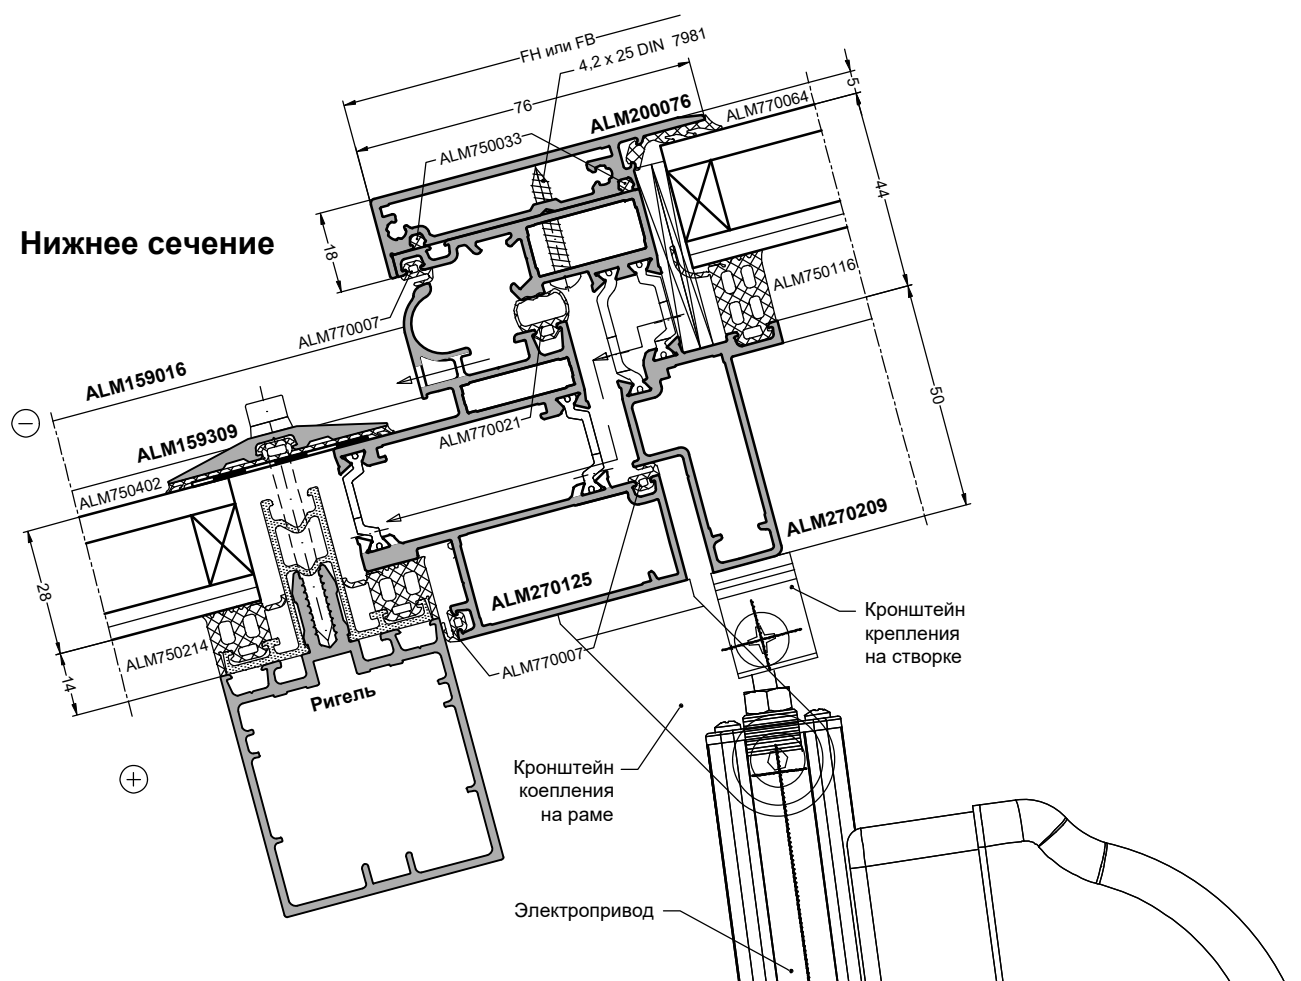 FH или FB
4,2 x 25 DIN 7981
76
5
ALM200076
ALM770064
ALM750033
44
Нижнее сечение
18
ALM750116
ALM770007
ALM159016
50
ALM159309
ALM770021
ALM750402
ALM270209
28
ALM270125
Кронштейн
крепления
на створке
ALM750214
ALM770007
14
Ригель
Кронштейн
коепления
на раме
Электропривод